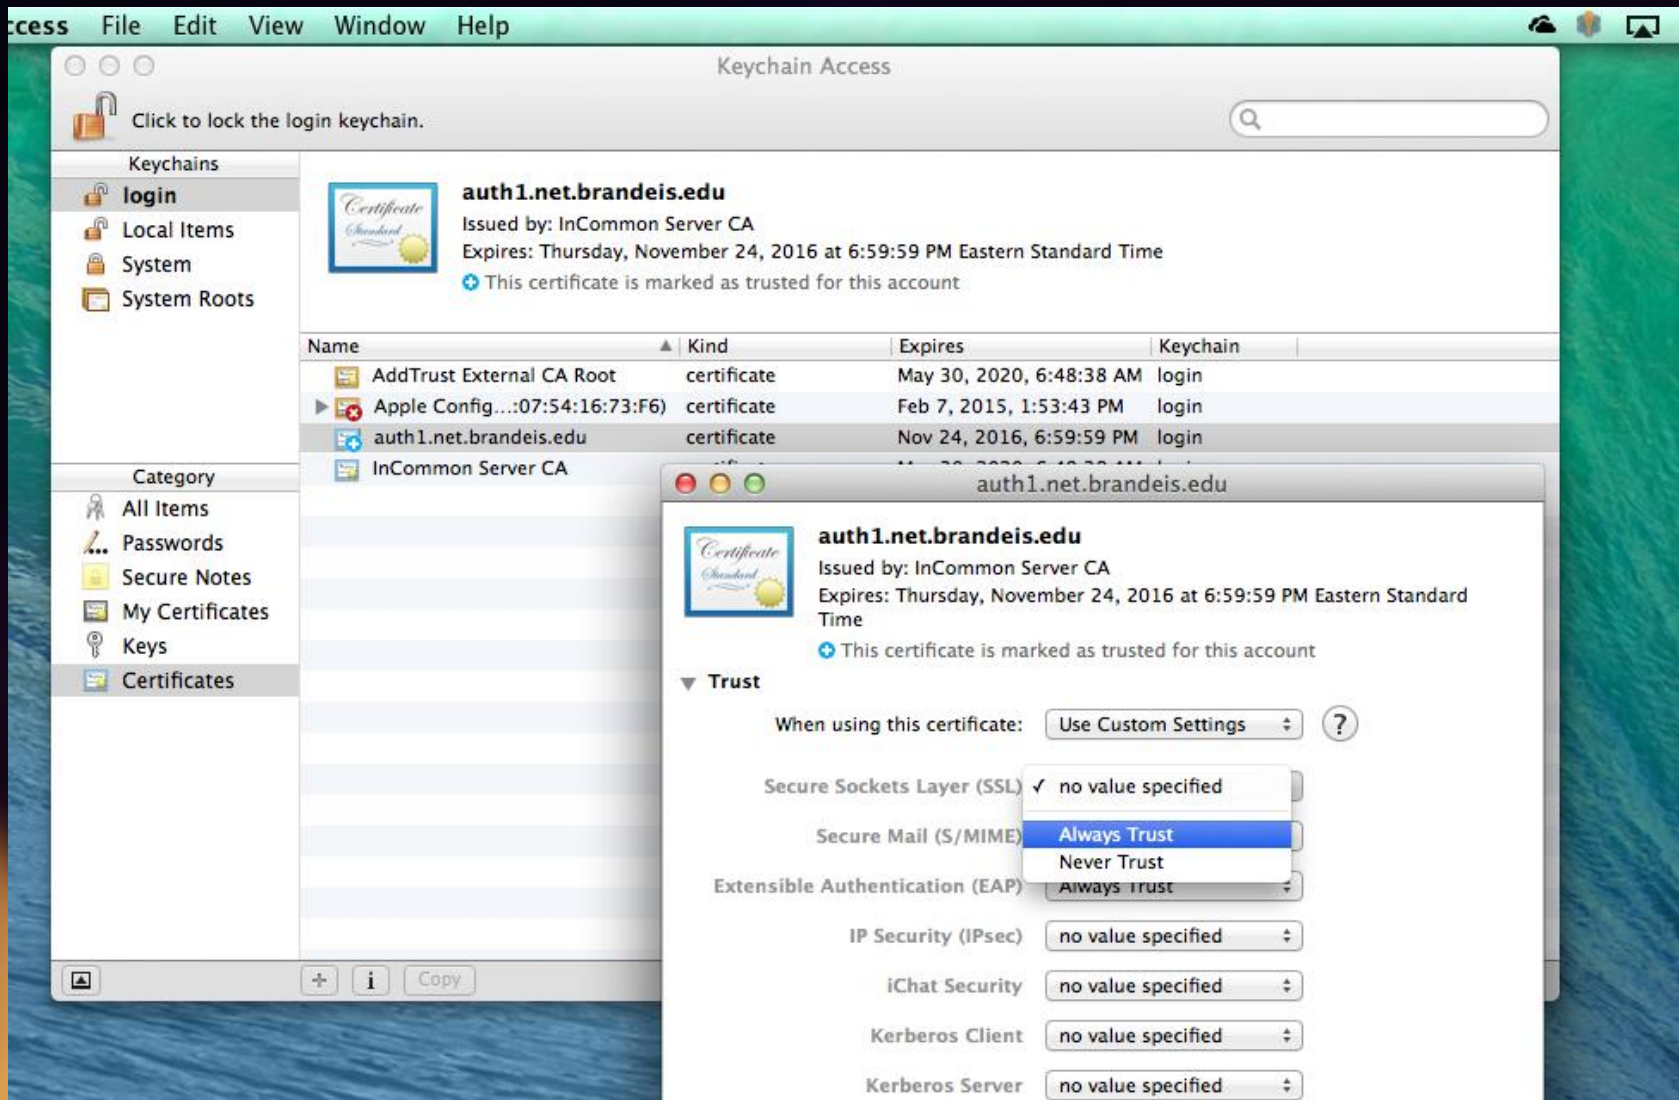 ccess File Edit View Window Help
Keychain Access
Click to lock the login keychain.
Keychains
login
Local Items
System
System Roots
Category
All Items
Passwords
Secure Notes
My Certificates
Keys
Certificates
Certificate
Standard
auth1.net.brandeis.edu
Issued by: InCommon Server CA
Expires: Thursday, November 24, 2016 at 6:59:59 PM Eastern Standard Time
This certificate is marked as trusted for this account
Name Kind Expires Keychain
AddTrust External CA Root certificate May 30, 2020, 6:48:38 AM login
Apple Config...:07:54:16:73:F6) certificate Feb 7, 2015, 1:53:43 PM login
auth1.net.brandeis.edu certificate Nov 24, 2016, 6:59:59 PM login
InCommon Server CA
Copy
auth1.net.brandeis.edu
Certificate
Standard
auth1.net.brandeis.edu
Issued by: InCommon Server CA
Expires: Thursday, November 24, 2016 at 6:59:59 PM Eastern Standard
Time
This certificate is marked as trusted for this account
Trust
When using this certificate: Use Custom Settings ?
Secure Sockets Layer (SSL) ✓ no value specified
Secure Mail (S/MIME) Always Trust
Never Trust
Extensible Authentication (EAP) Always Trust
IP Security (IPsec) no value specified
iChat Security no value specified
Kerberos Client no value specified
Kerberos Server no value specified